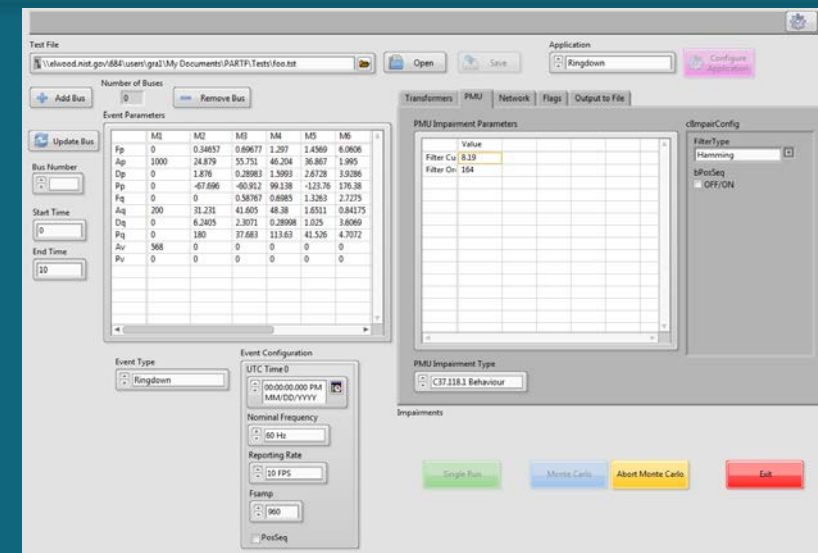 Test File
\\elwood.nist.gov\684\users\gra1\My Documents\PARTF\Tests\foo.tst
Open
Save
Application
Ringdown
Configure
Application
Add Bus
Number of Buses
0
Remove Bus
Update Bus
Bus Number
Start Time
0
End Time
10
Event Parameters
M1 M2 M3 M4 M5 M6
Fp 0 0.34657 0.69677 1.297 1.4569 6.0606
Ap 1000 24.879 55.751 46.204 36.867 1.995
Dp 0 1.876 0.28983 1.5993 2.6728 3.9286
Pp 0 -67.696 -60.912 99.138 -123.76 176.38
Fq 0 0 0.58767 0.6985 1.3263 2.7275
Aq 200 31.231 41.605 48.38 1.6511 0.84175
Dq 0 6.2405 2.3071 0.28998 1.025 3.6069
Pq 0 180 37.683 113.63 41.526 4.7072
Av 568 0 0 0 0 0
Pv 0 0 0 0 0 0
Event Type
Ringdown
Event Configuration
UTC Time 0
00:00:00.000 PM
MM/DD/YYYY
Nominal Frequency
60 Hz
Reporting Rate
10 FPS
Fsamp
960
PosSeq
Transformers PMU Network Flags Output to File
PMU Impairment Parameters
Value
Filter Cu 8.19
Filter Or 164
PMU Impairment Type
C37.118.1 Behaviour
clImpairConfig
FilterType
Hamming
bPosSeq
OFF/ON
Impairments
Single Run
Monte Carlo
Abort Monte Carlo
Exit